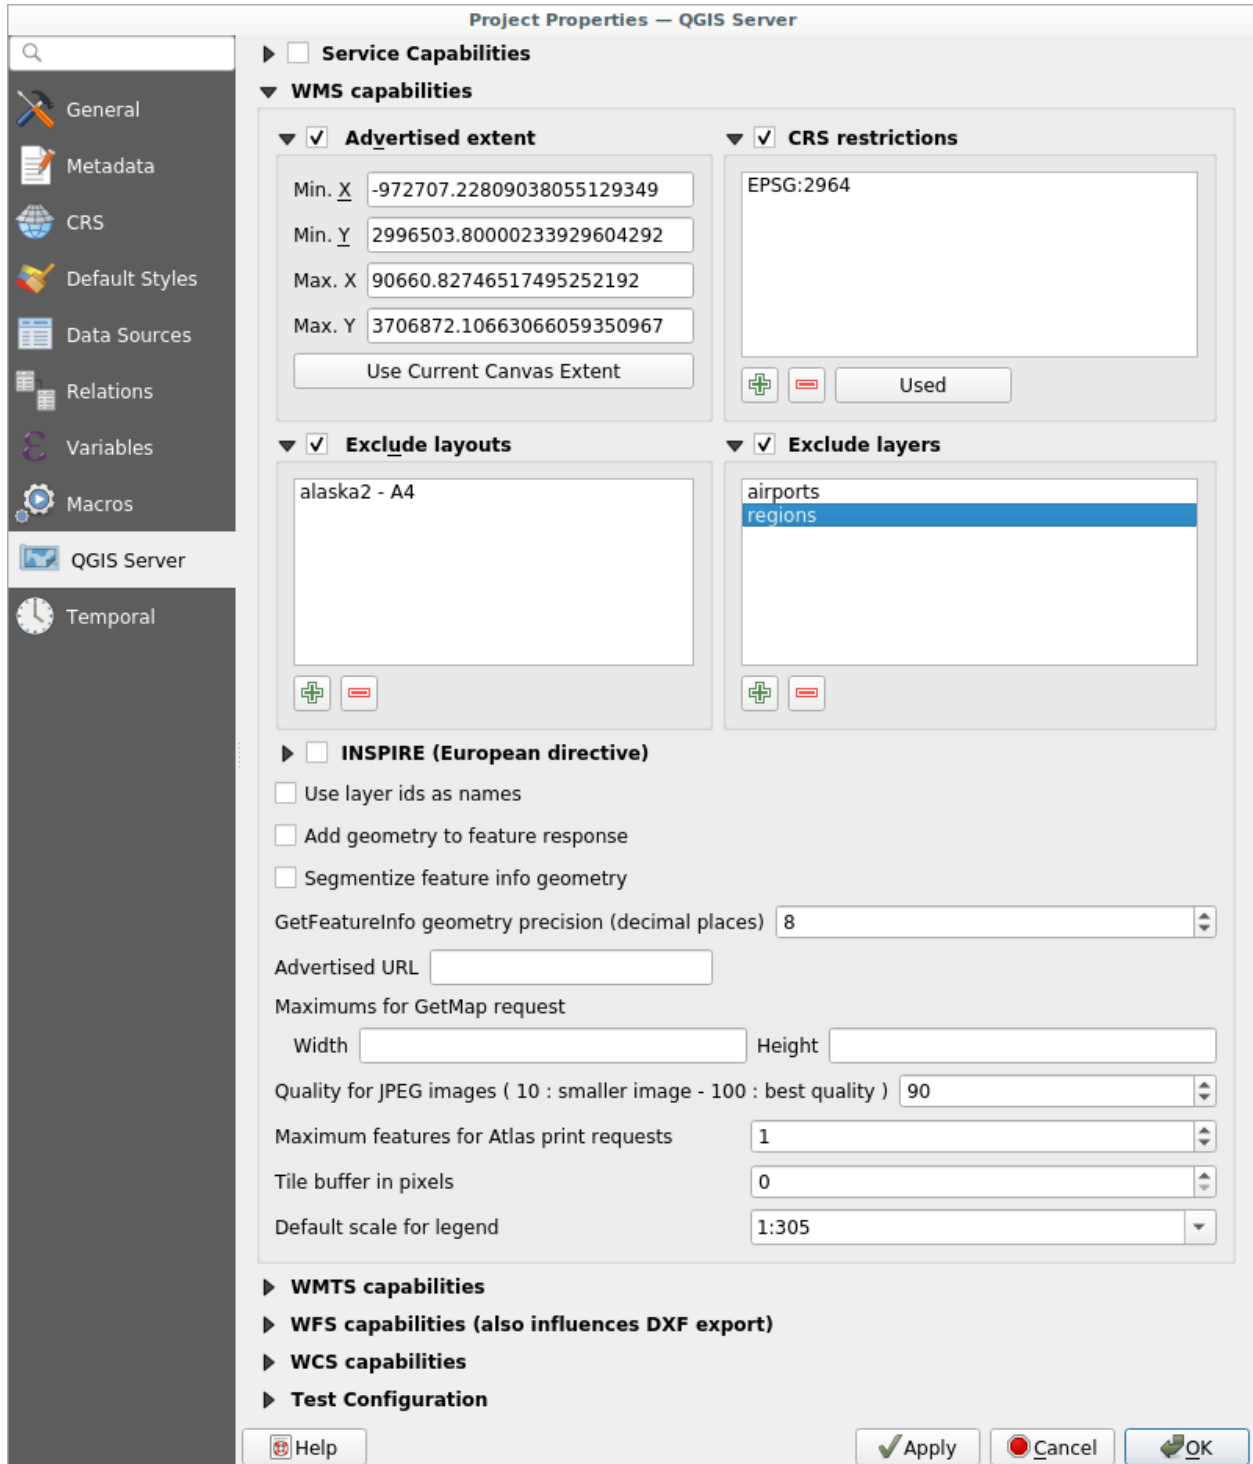 Project Properties — QGIS Server
General
Metadata
CRS
Default Styles
Data Sources
Relations
Variables
Macros
QGIS Server
Temporal
Service Capabilities
WMS capabilities
Advertised extent
Min. X -972707.22809038055129349
Min. Y 2996503.80000233929604292
Max. X 90660.82746517495252192
Max. Y 3706872.10663066059350967
Use Current Canvas Extent
CRS restrictions
EPSG:2964
Used
Exclude layouts
alaska2 - A4
Exclude layers
airports
regions
INSPIRE (European directive)
Use layer ids as names
Add geometry to feature response
Segmentize feature info geometry
GetFeatureInfo geometry precision (decimal places) 8
Advertised URL
Maximums for GetMap request
Width Height
Quality for JPEG images ( 10 : smaller image - 100 : best quality ) 90
Maximum features for Atlas print requests 1
Tile buffer in pixels 0
Default scale for legend 1:305
WMTS capabilities
WFS capabilities (also influences DXF export)
WCS capabilities
Test Configuration
Help Apply Cancel OK